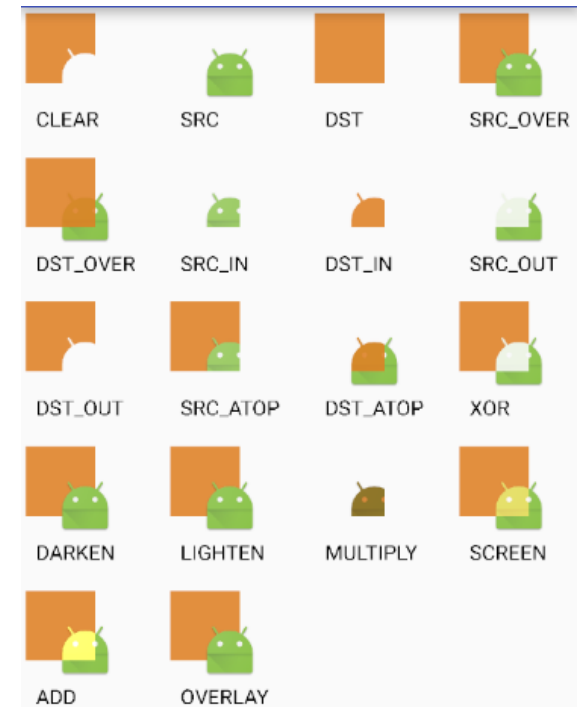 CLEAR SRC DST SRC_OVER
DST_OVER SRC_IN DST_IN SRC_OUT
DST_OUT SRC_ATOP DST_ATOP XOR
DARKEN LIGHTEN MULTIPLY SCREEN
ADD OVERLAY